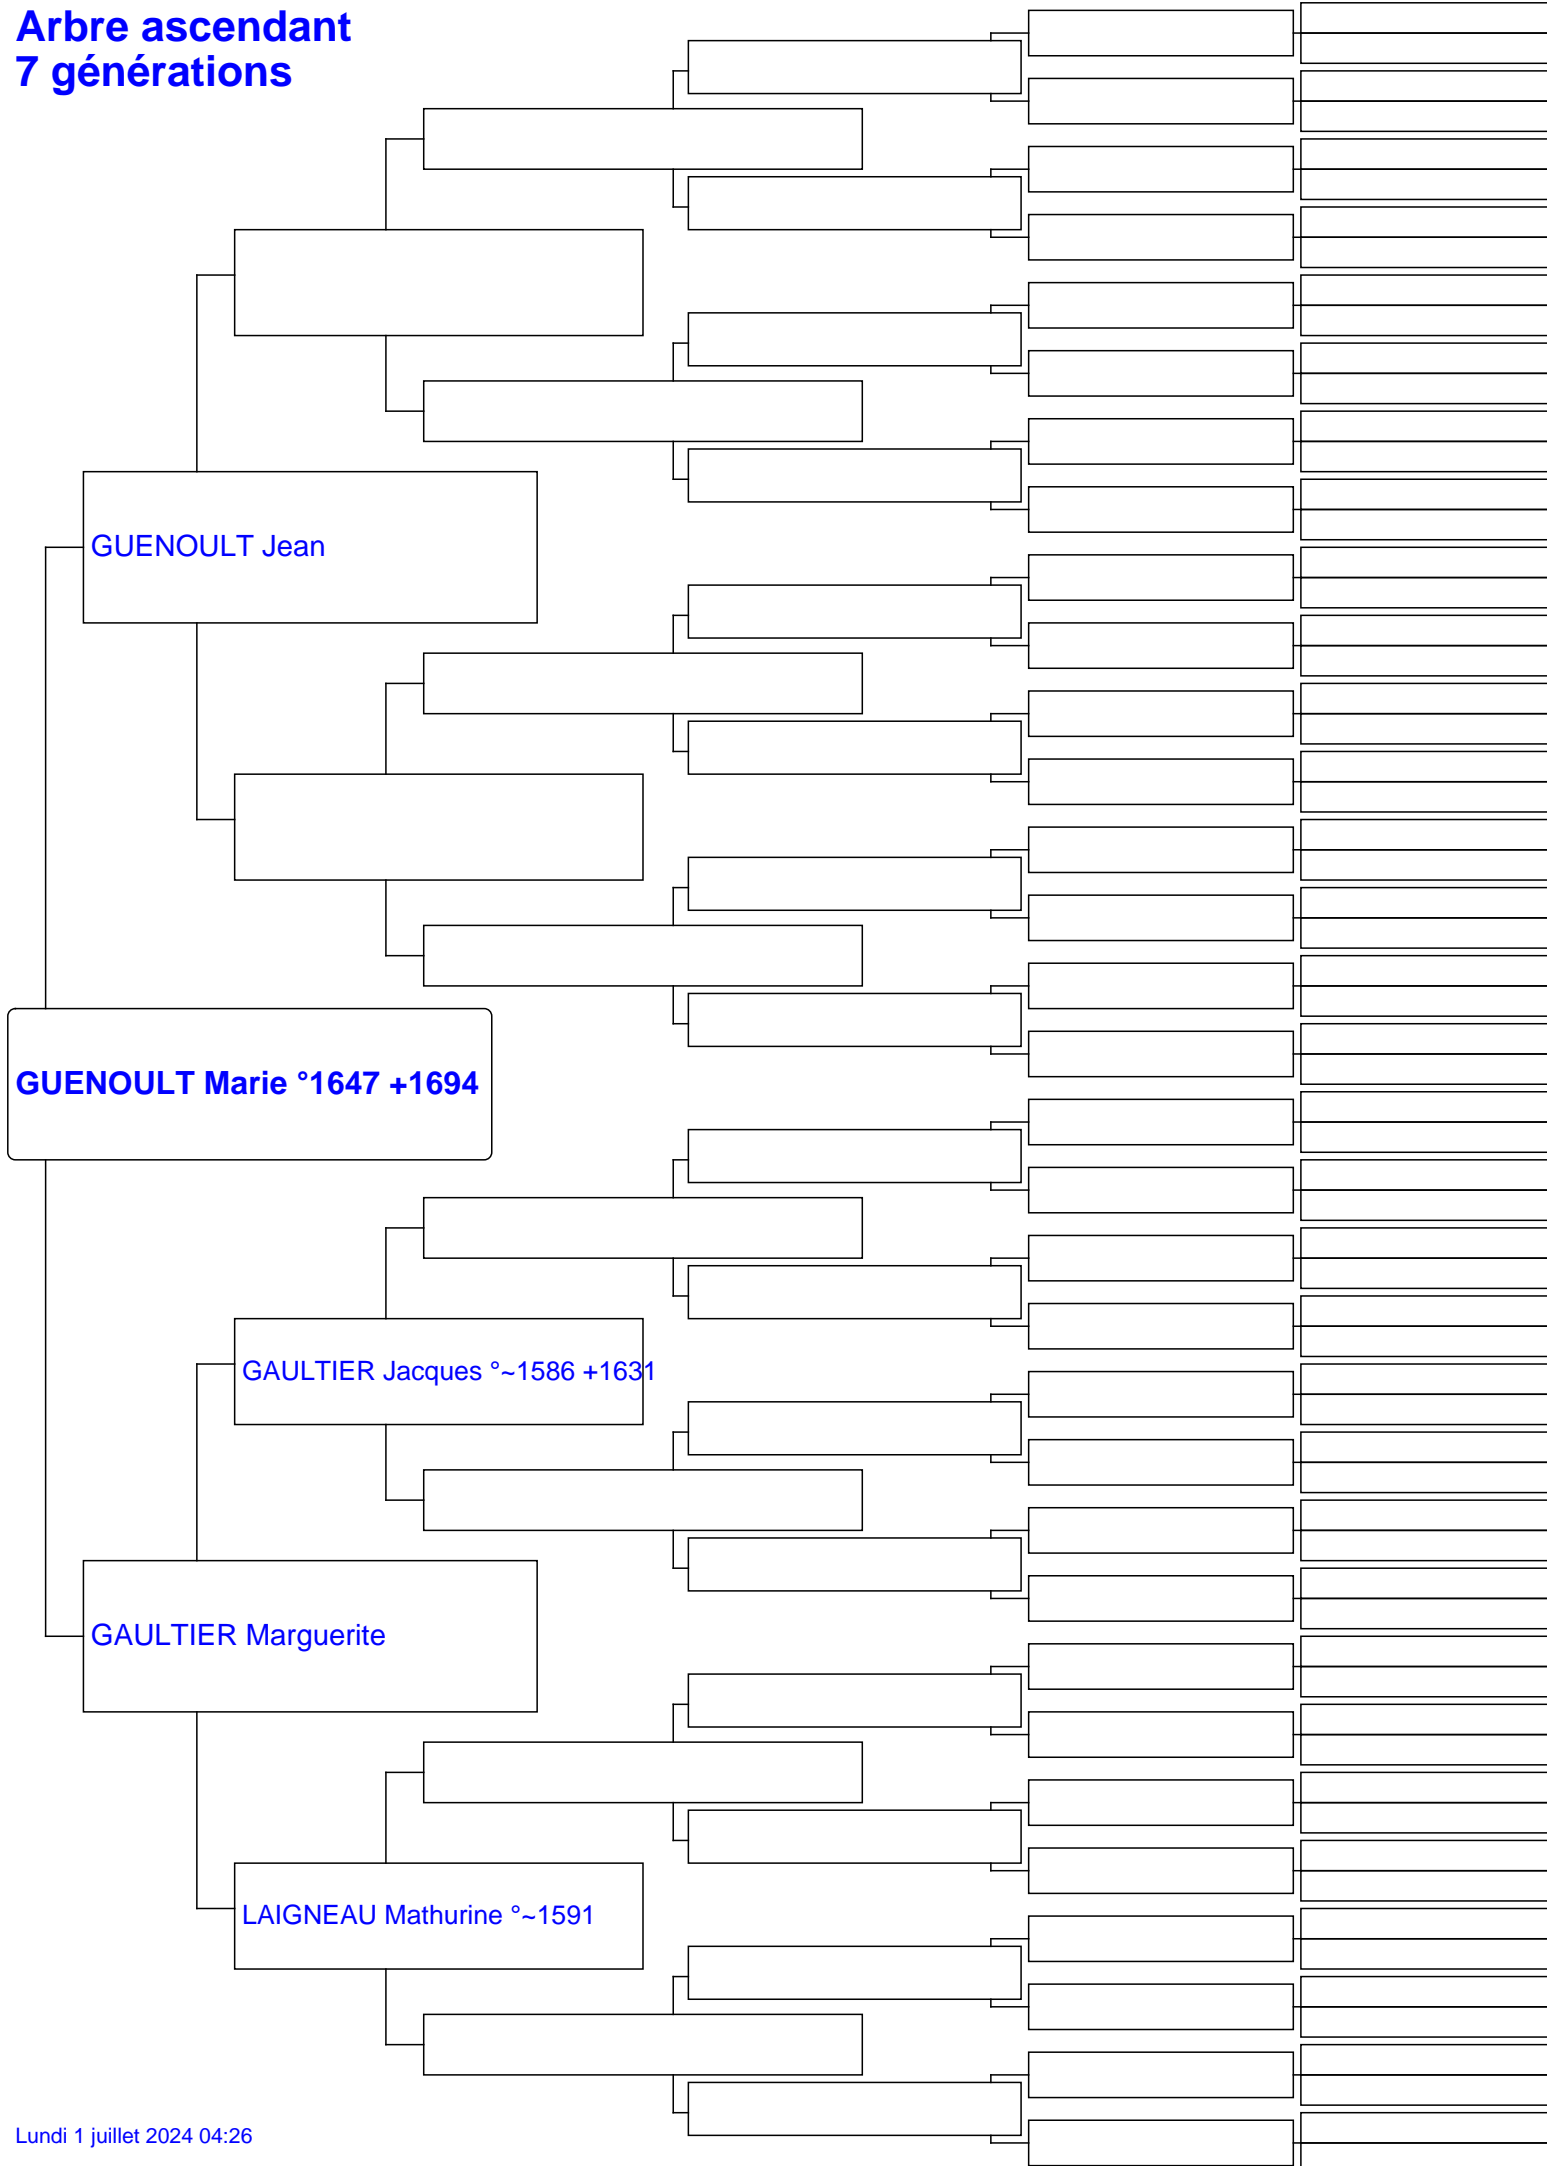 Arbre ascendant
7 générations
GUENOULT Jean
GUENOULT Marie °1647 +1694
GAULTIER Jacques °~1586 +1631
GAULTIER Marguerite
LAIGNEAU Mathurine °~1591
Lundi 1 juillet 2024 04:26